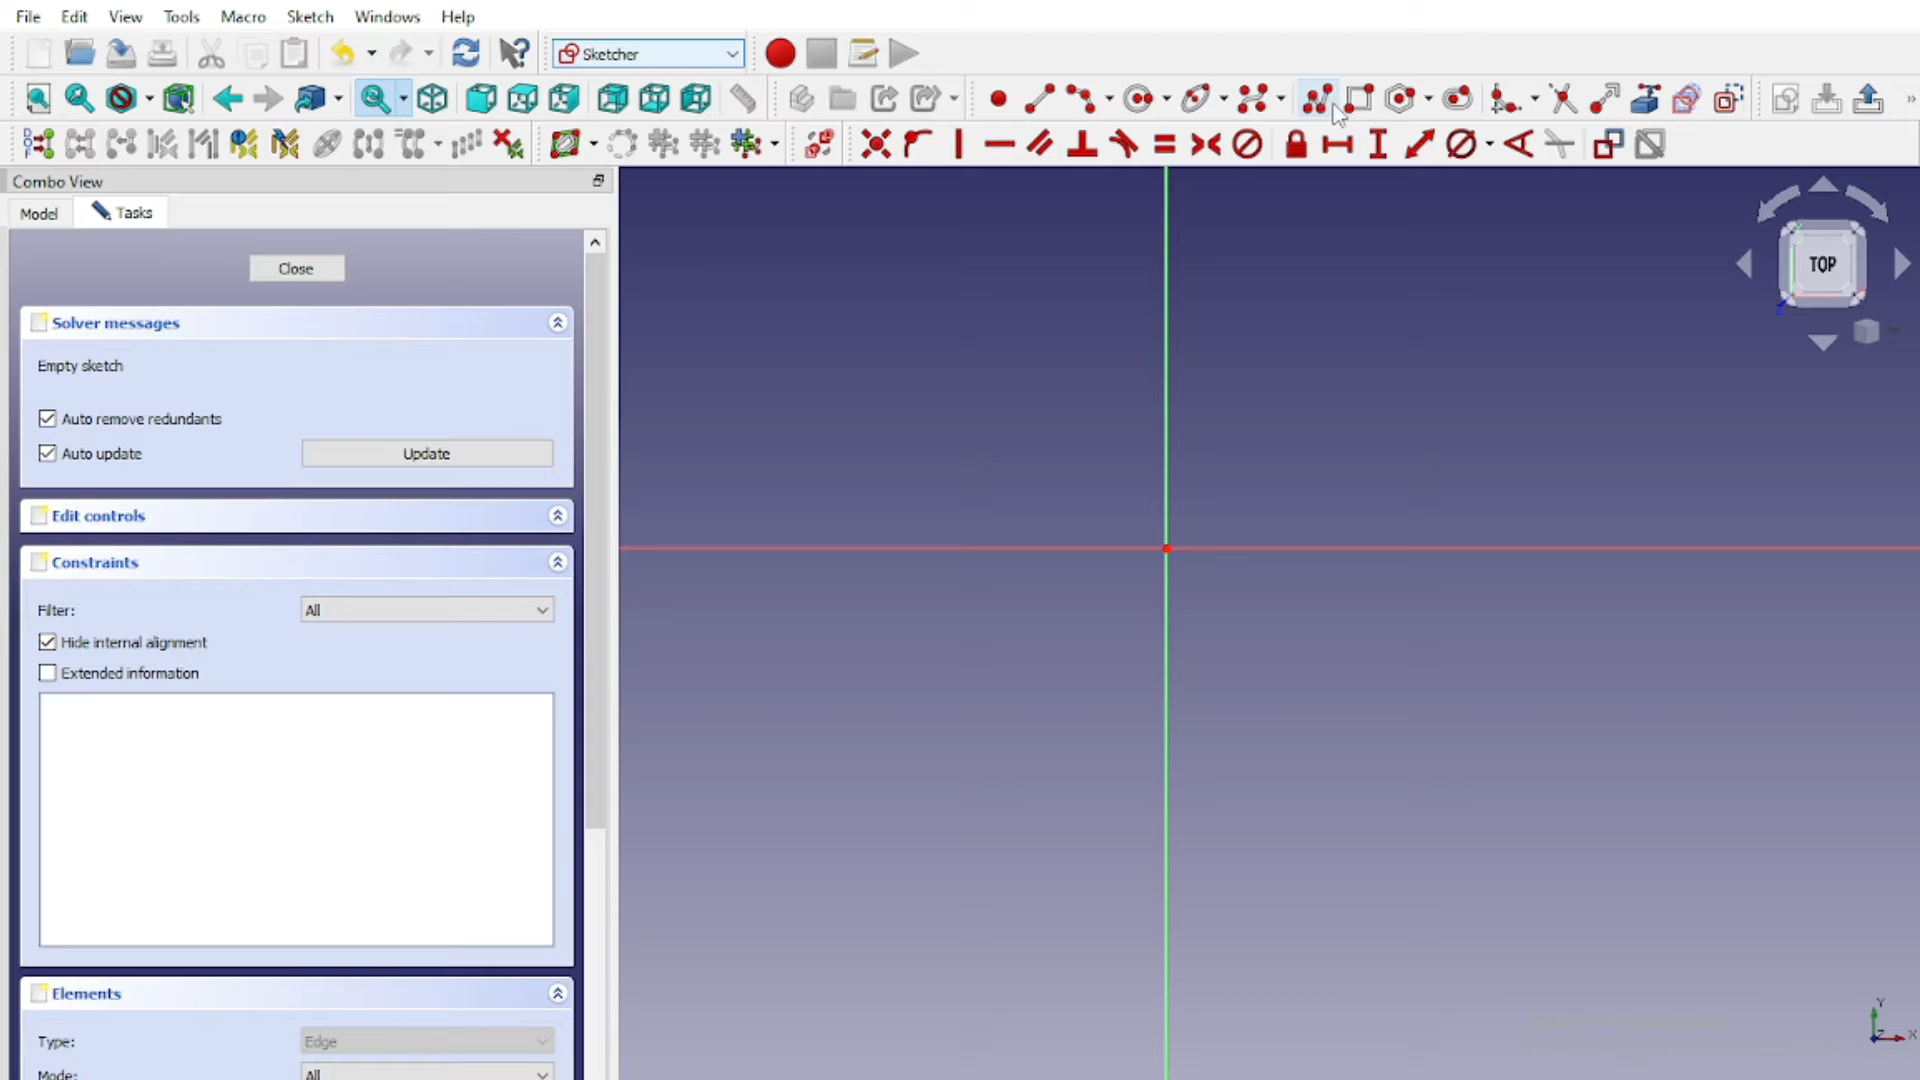 File Edit View Tools Macro Sketch Windows Help
Sketcher
Combo View
Model Tasks
TOP
Close
Solver messages
Empty sketch
Auto remove redundants
Auto update Update
Edit controls
Constraints
Filter: All
Hide internal alignment
Extended information
Elements
Type: Edge
Mode: All
Y
Z X